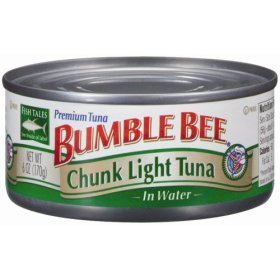 FISH TALES
Premium Tuna
BUMBLE BEE
Chunk Light Tuna
In Water
NET WT
6 OZ (170g)